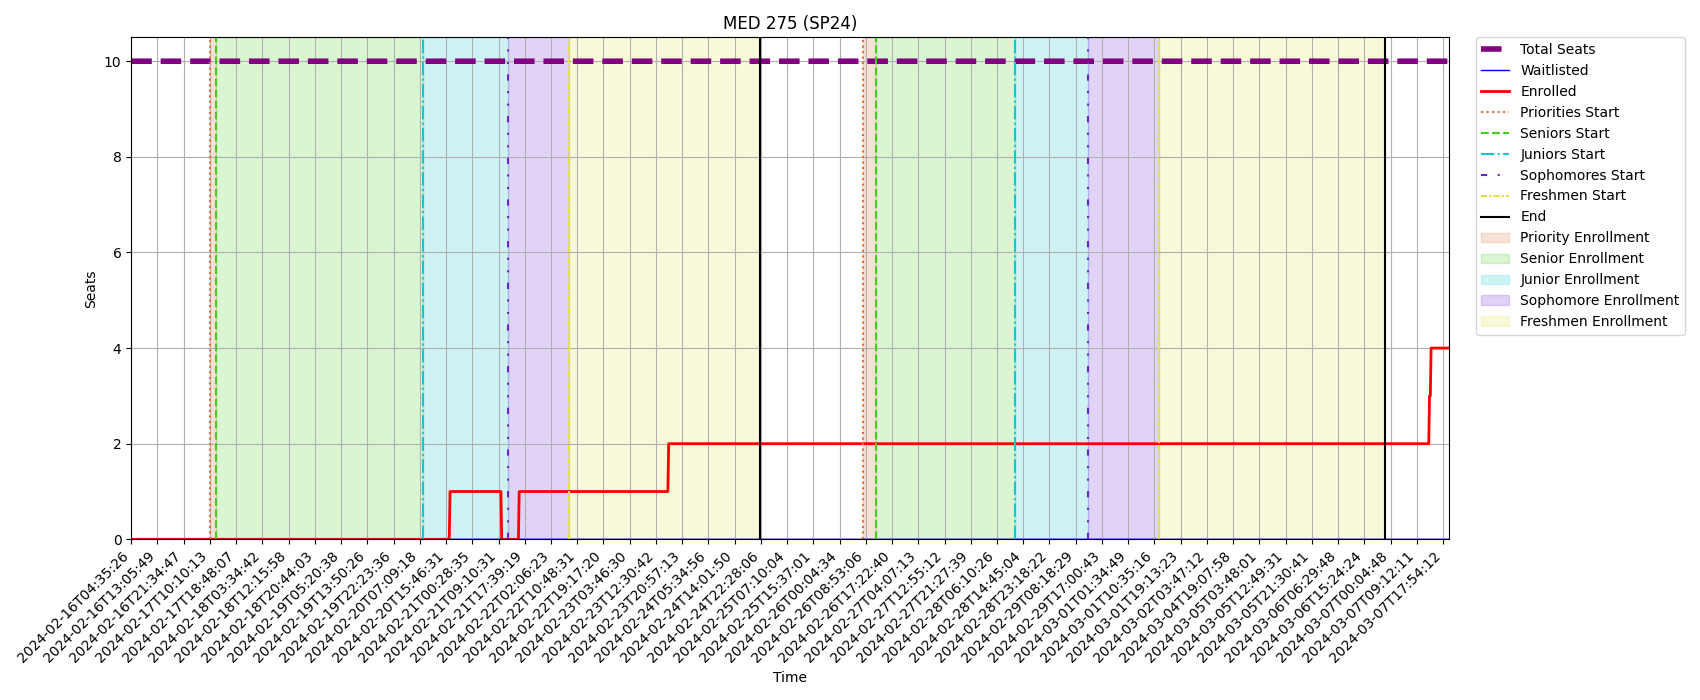 MED 275 (SP24)
Seats
10
8
6
4
2
0
2024-02-16T04:35:26
2024-02-16T13:05:49
2024-02-16T21:34:47
2024-02-17T10:10:13
2024-02-17T18:48:07
2024-02-18T03:34:42
2024-02-18T12:15:58
2024-02-18T20:44:03
2024-02-19T05:20:38
2024-02-19T13:50:26
2024-02-19T22:23:36
2024-02-20T07:09:18
2024-02-20T15:46:31
2024-02-21T00:28:35
2024-02-21T09:10:31
2024-02-21T17:39:19
2024-02-22T02:06:23
2024-02-22T10:48:31
2024-02-22T19:17:20
2024-02-23T03:46:30
2024-02-23T12:30:42
2024-02-23T20:57:13
2024-02-24T05:34:56
2024-02-24T14:01:50
2024-02-24T22:28:06
2024-02-25T07:10:04
2024-02-25T15:37:01
2024-02-26T00:04:34
2024-02-26T08:53:06
2024-02-26T17:22:40
2024-02-27T04:07:13
2024-02-27T12:55:12
2024-02-27T21:27:39
2024-02-28T06:10:26
2024-02-28T14:45:04
2024-02-28T23:18:22
2024-02-29T08:18:29
2024-02-29T17:00:43
2024-03-01T01:34:49
2024-03-01T10:35:16
2024-03-01T19:13:23
2024-03-02T03:47:12
2024-03-04T19:07:58
2024-03-05T03:48:01
2024-03-05T12:49:31
2024-03-05T21:30:41
2024-03-06T06:29:48
2024-03-06T15:24:24
2024-03-07T00:04:48
2024-03-07T09:12:11
2024-03-07T17:54:12
Time
Total Seats
Waitlisted
Enrolled
Priorities Start
Seniors Start
Juniors Start
Sophomores Start
Freshmen Start
End
Priority Enrollment
Senior Enrollment
Junior Enrollment
Sophomore Enrollment
Freshmen Enrollment